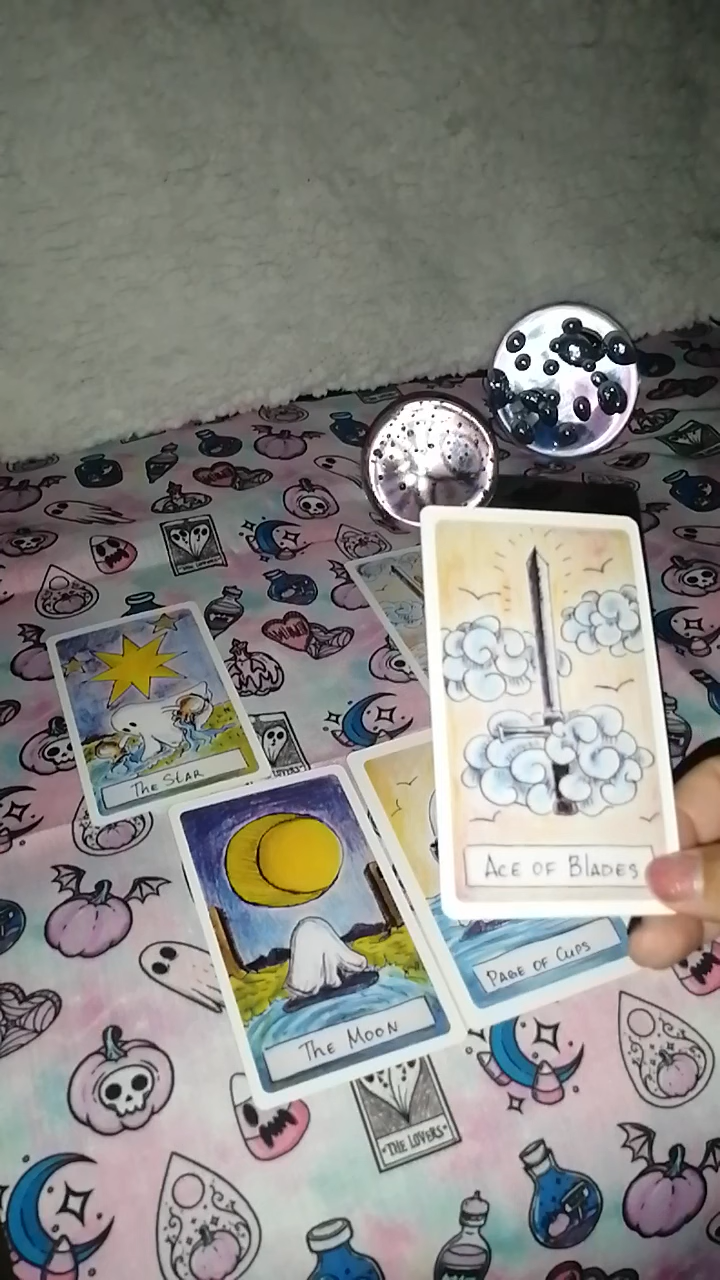 The Star
The Moon
Page of Cups
Ace of Blades
"THE LOVERS"